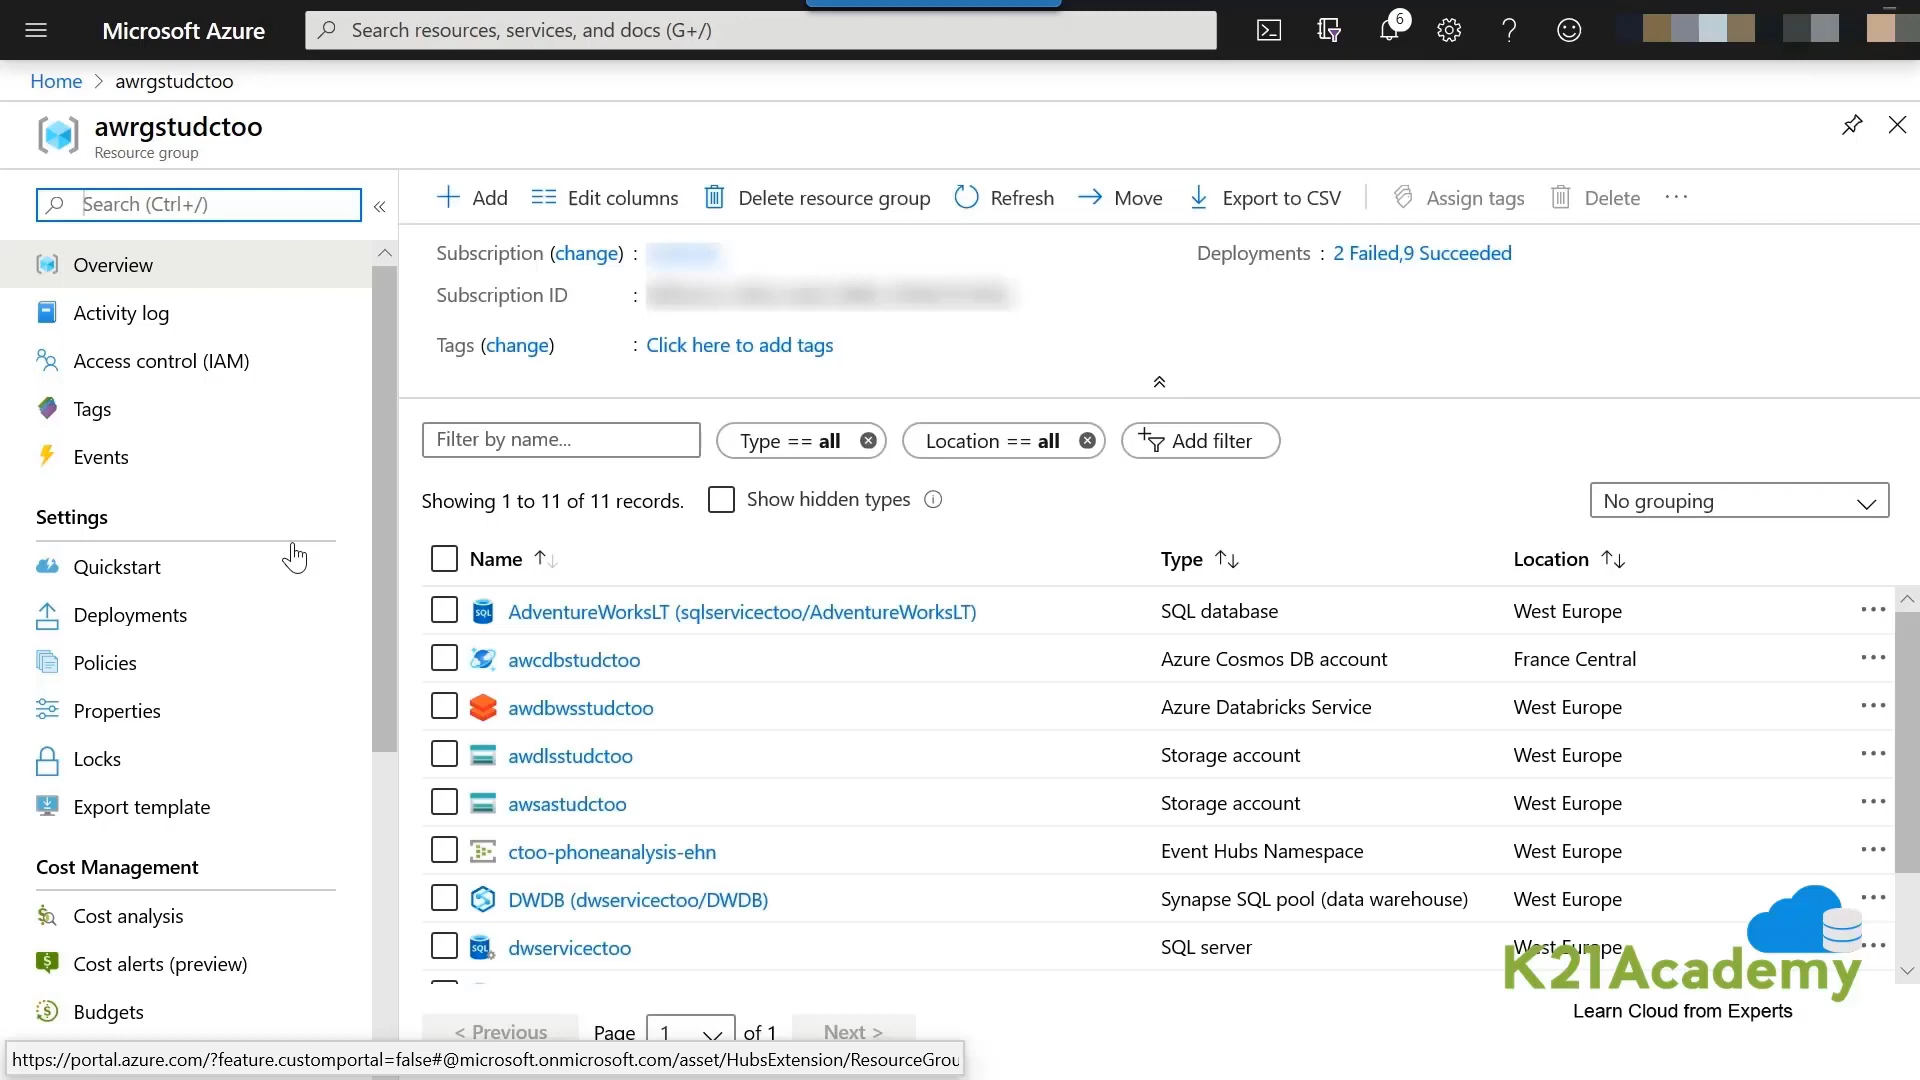 Microsoft Azure
Search resources, services, and docs (G+/)
6
Home > awrgstudctoo
awrgstudctoo
Resource group
Search (Ctrl+/)
«
Overview
Activity log
Access control (IAM)
Tags
Events
Settings
Quickstart
Deployments
Policies
Properties
Locks
Export template
Cost Management
Cost analysis
Cost alerts (preview)
Budgets
Add
Edit columns
Delete resource group
Refresh
Move
Export to CSV
Assign tags
Delete
...
Subscription (change) :
Subscription ID :
Tags (change) : Click here to add tags
Deployments : 2 Failed,9 Succeeded
Filter by name...
Type == all
Location == all
Add filter
Showing 1 to 11 of 11 records.
Show hidden types
No grouping
Name Type Location
AdventureWorksLT (sqlservicectoo/AdventureWorksLT) SQL database West Europe ...
awcdbstudctoo Azure Cosmos DB account France Central ...
awdbwsstudctoo Azure Databricks Service West Europe ...
awdlsstudctoo Storage account West Europe ...
awsastudctoo Storage account West Europe ...
ctoo-phoneanalysis-ehn Event Hubs Namespace West Europe ...
DWDB (dwservicectoo/DWDB) Synapse SQL pool (data warehouse) West Europe ...
dwservicectoo SQL server West Europe ...
< Previous Page 1 of 1 Next >
K21Academy
Learn Cloud from Experts
https://portal.azure.com/?feature.customportal=false#@microsoft.onmicrosoft.com/asset/HubsExtension/ResourceGrou